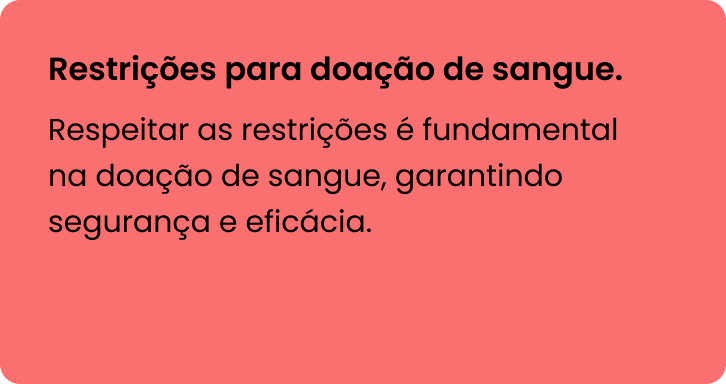 Restrições para doação de sangue.
Respeitar as restrições é fundamental
na doação de sangue, garantindo
segurança e eficácia.